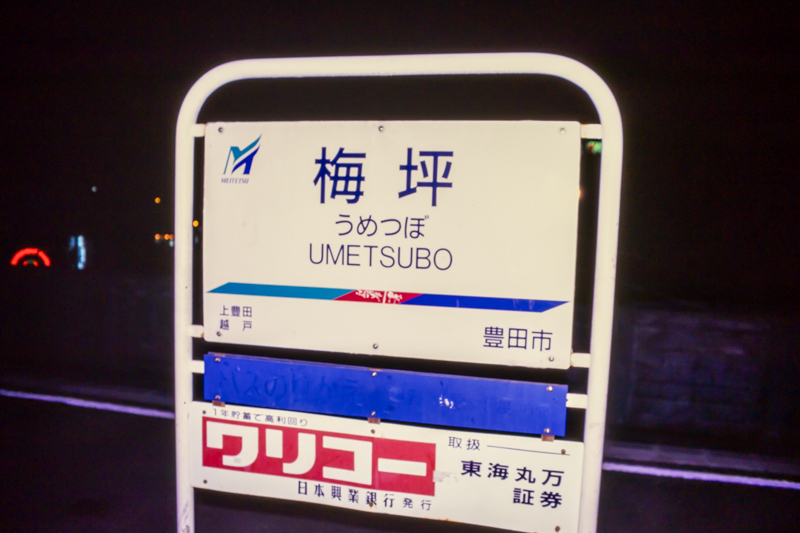 MEITETSU
梅坪
うめつぼ
UMETSUBO
上豊田
越戸
豊田市
1年貯蓄で高利回り
ワリコー
日本興業銀行発行
取扱
東海丸万
証券